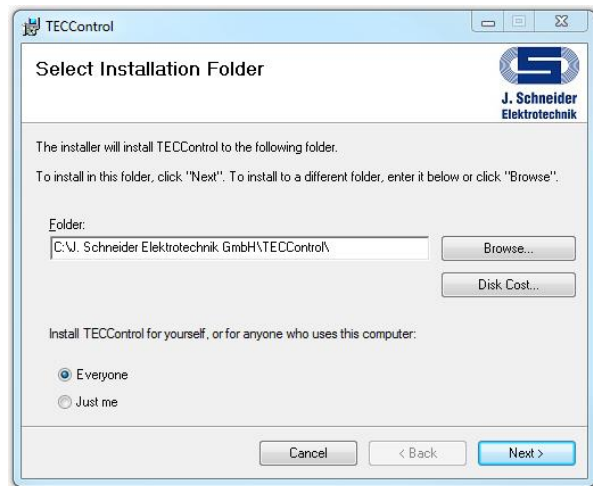 TECControl
Select Installation Folder
J. Schneider
Elektrotechnik
The installer will install TECControl to the following folder.
To install in this folder, click "Next". To install to a different folder, enter it below or click "Browse".
Folder:
C:\J. Schneider Elektrotechnik GmbH\TECControl\
Browse...
Disk Cost...
Install TECControl for yourself, or for anyone who uses this computer:
Everyone
Just me
Cancel
< Back
Next >